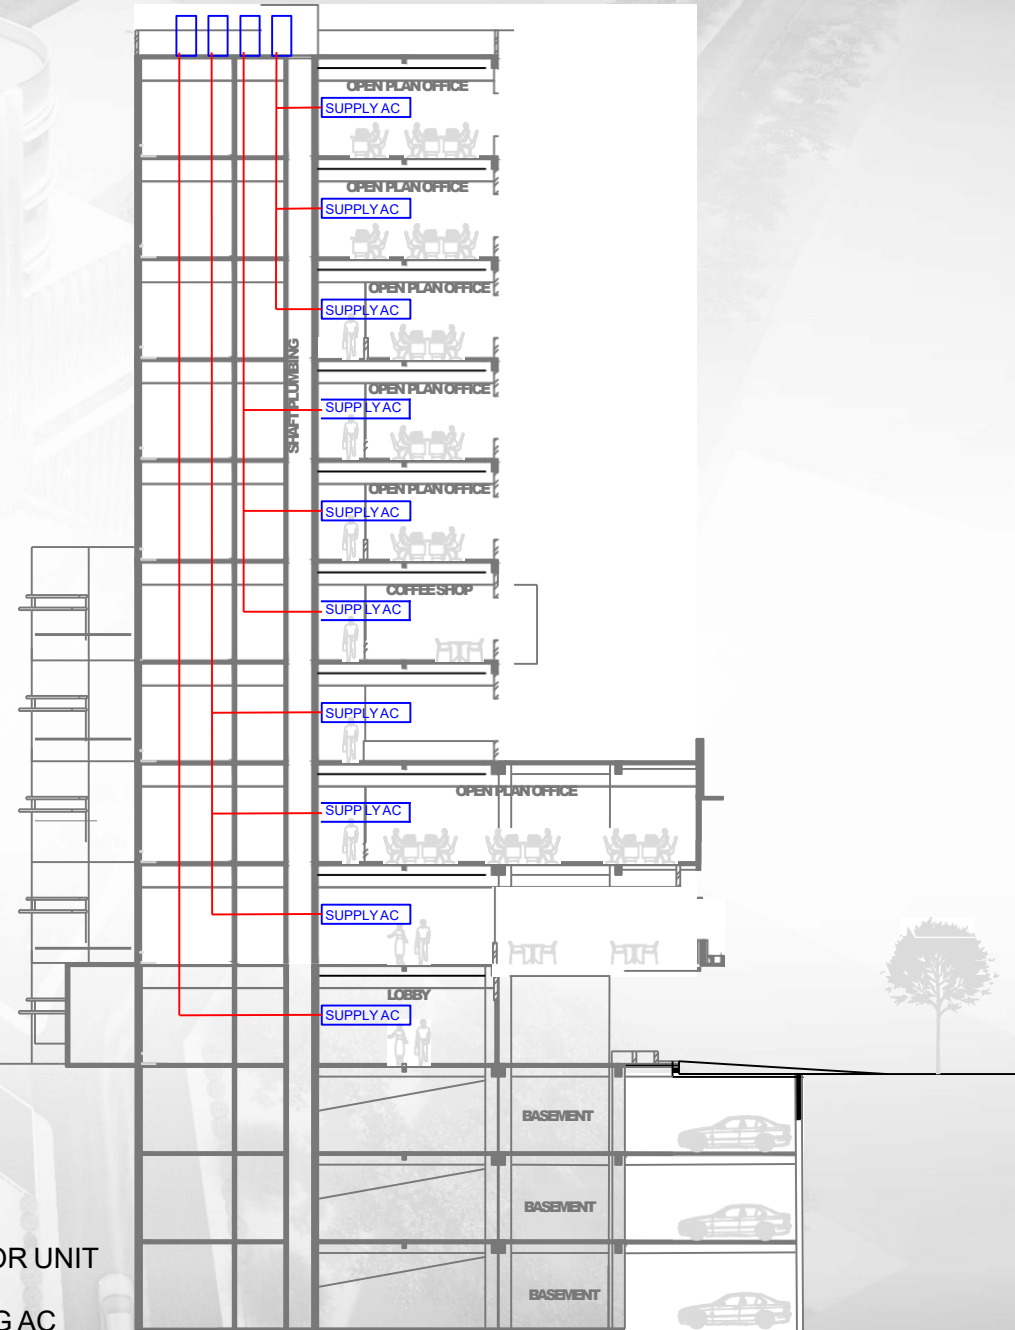 OPEN PLAN OFFICE
SUPPLY AC
OPEN PLAN OFFICE
SUPPLY AC
OPEN PLAN OFFICE
SUPPLY AC
SHAFT PLUMBING
OPEN PLAN OFFICE
SUPPLY AC
OPEN PLAN OFFICE
SUPPLY AC
COFFEE SHOP
SUPPLY AC
SUPPLY AC
OPEN PLAN OFFICE
SUPPLY AC
SUPPLY AC
LOBBY
SUPPLY AC
BASEMENT
BASEMENT
BASEMENT
OR UNIT
G AC